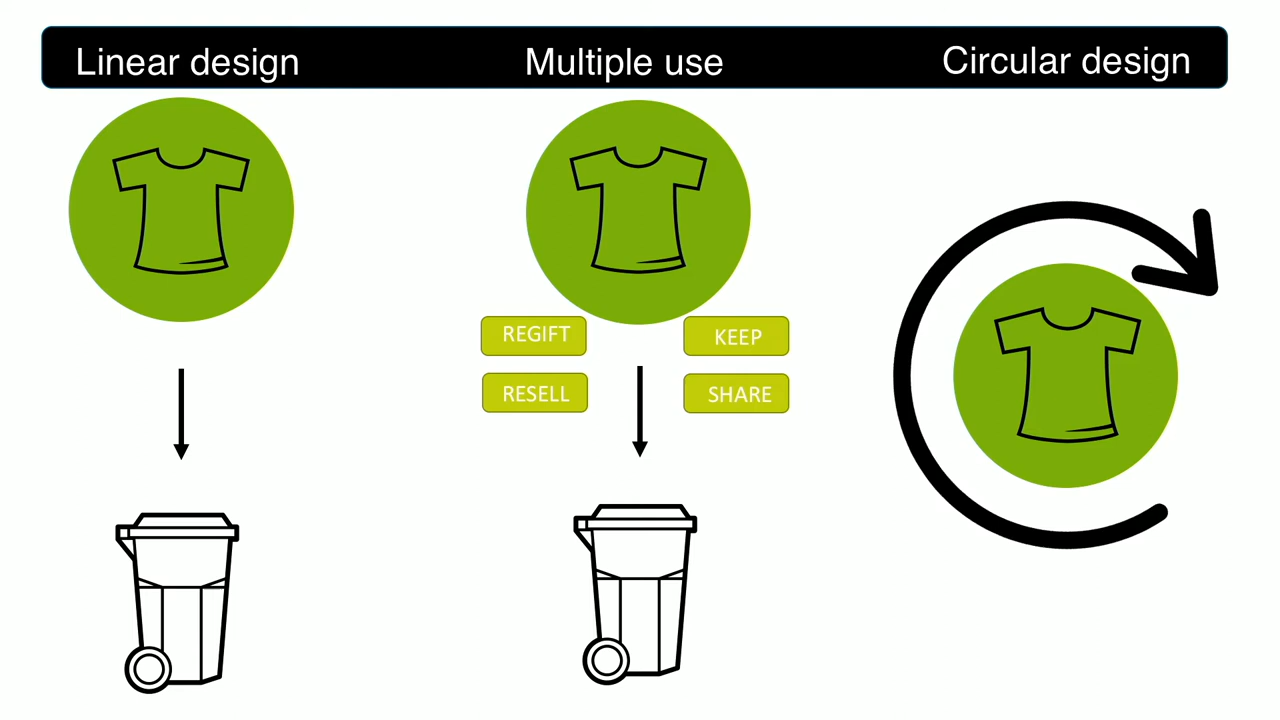 Linear design
Multiple use
Circular design
REGIFT
KEEP
RESELL
SHARE